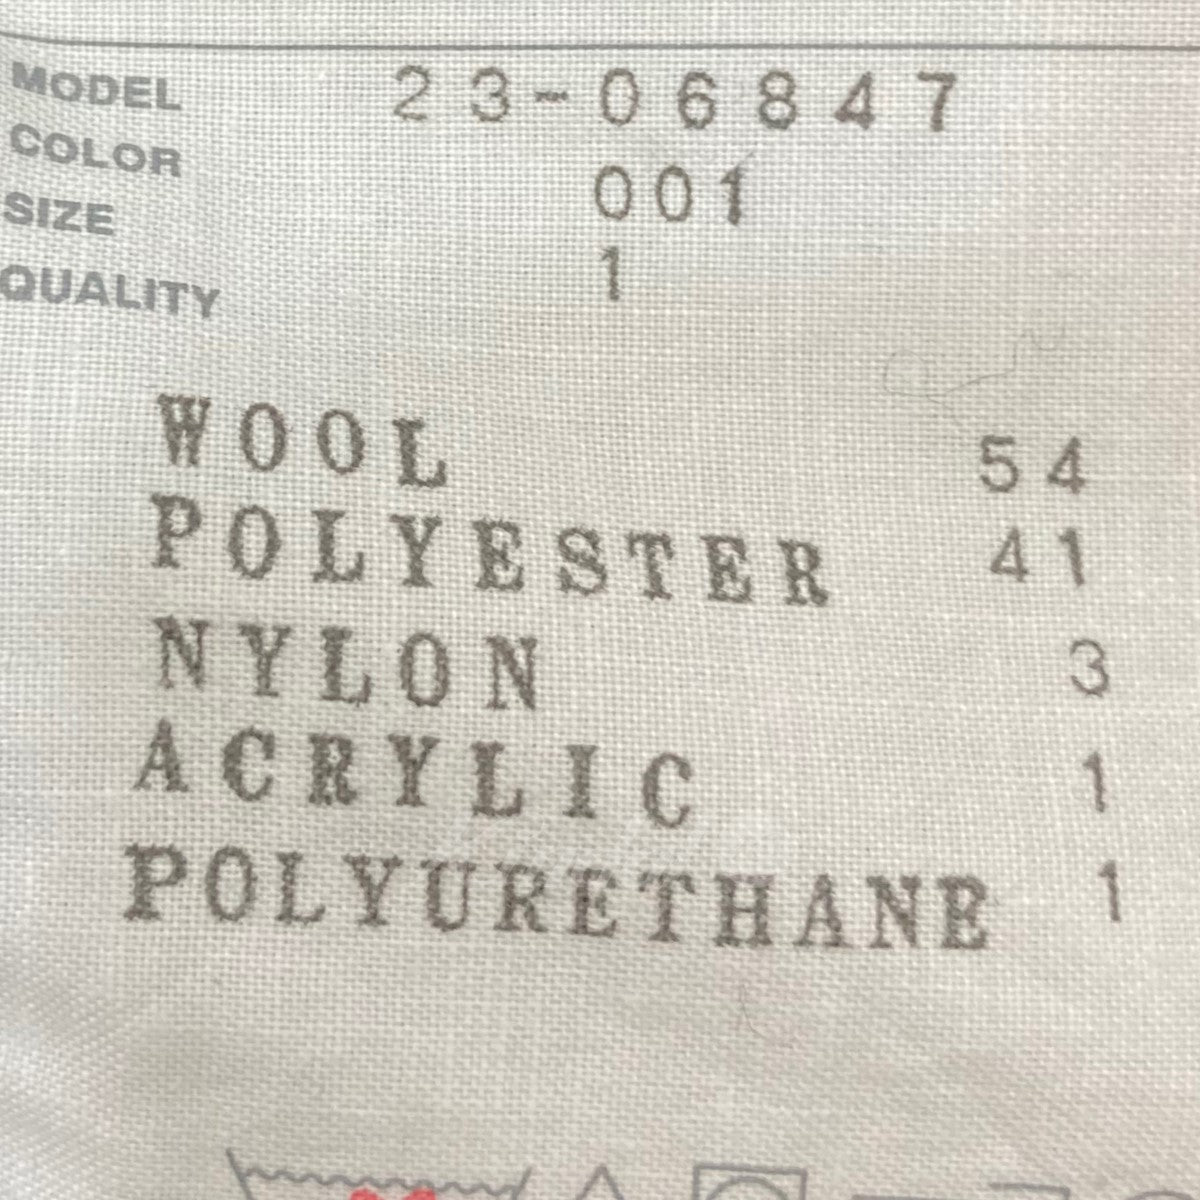 MODEL 23-06847
COLOR 001
SIZE 1
QUALITY
WOOL 54
POLYESTER 41
NYLON 3
ACRYLIC 1
POLYURETHANE 1